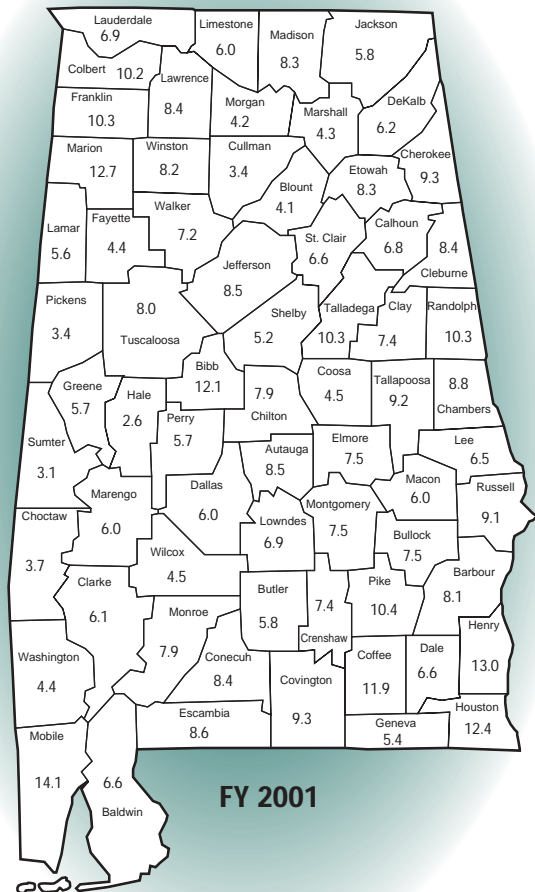 Lauderdale
6.9
Limestone
6.0
Madison
8.3
Jackson
5.8
Colbert 10.2
Lawrence
8.4
Franklin
10.3
Morgan
4.2
Marshall
4.3
DeKalb
6.2
Cherokee
9.3
Marion
12.7
Winston
8.2
Cullman
3.4
Etowah
8.3
Blount
4.1
Lamar
5.6
Fayette
4.4
Walker
7.2
St. Clair
6.6
Calhoun
6.8
8.4
Cleburne
Jefferson
8.5
Pickens
3.4
8.0
Tuscaloosa
Shelby
5.2
Talladega
10.3
Clay
7.4
Randolph
10.3
Bibb
12.1
Greene
5.7
Hale
2.6
Perry
5.7
7.9
Chilton
Coosa
4.5
Tallapoosa
9.2
8.8
Chambers
Sumter
3.1
Autauga
8.5
Elmore
7.5
Lee
6.5
Marengo
6.0
Dallas
6.0
Macon
6.0
Russell
9.1
Choctaw
3.7
Lowndes
6.9
Montgomery
7.5
Bullock
7.5
Wilcox
4.5
Clarke
6.1
Butler
5.8
7.4
Crenshaw
Pike
10.4
Barbour
8.1
Monroe
7.9
Henry
13.0
Washington
4.4
Conecuh
8.4
Covington
9.3
Coffee
11.9
Dale
6.6
Escambia
8.6
Geneva
5.4
Houston
12.4
Mobile
14.1
6.6
Baldwin
FY 2001